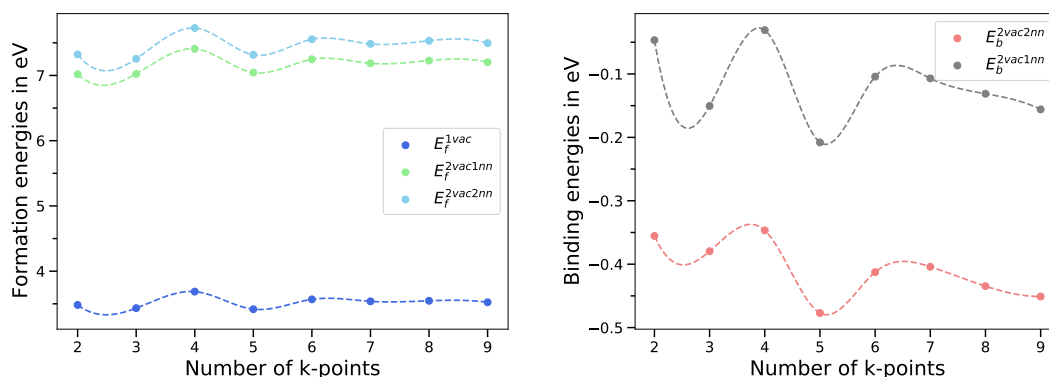 Formation energies in eV
7
6
5
4
2 3 4 5 6 7 8 9
Number of k-points
E_f^{1vac}
E_f^{2vac1nn}
E_f^{2vac2nn}
Binding energies in eV
−0.1
−0.2
−0.3
−0.4
−0.5
2 3 4 5 6 7 8 9
Number of k-points
E_b^{2vac2nn}
E_b^{2vac1nn}